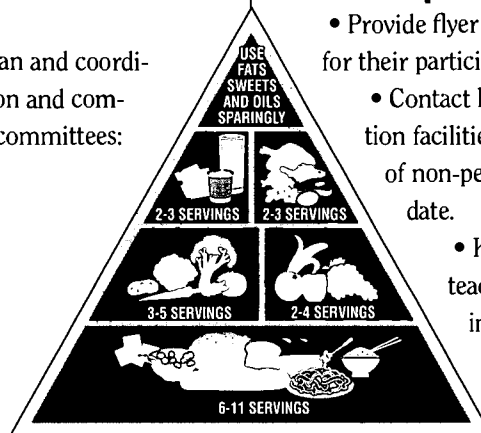 an and coordi-
on and com-
committees:
USE
FATS
SWEETS
AND OILS
SPARINGLY
2-3 SERVINGS
2-3 SERVINGS
3-5 SERVINGS
2-4 SERVINGS
6-11 SERVINGS
• Provide flyer
for their partici
• Contact
tion facilitie
of non-pe
date.
•
teac
in